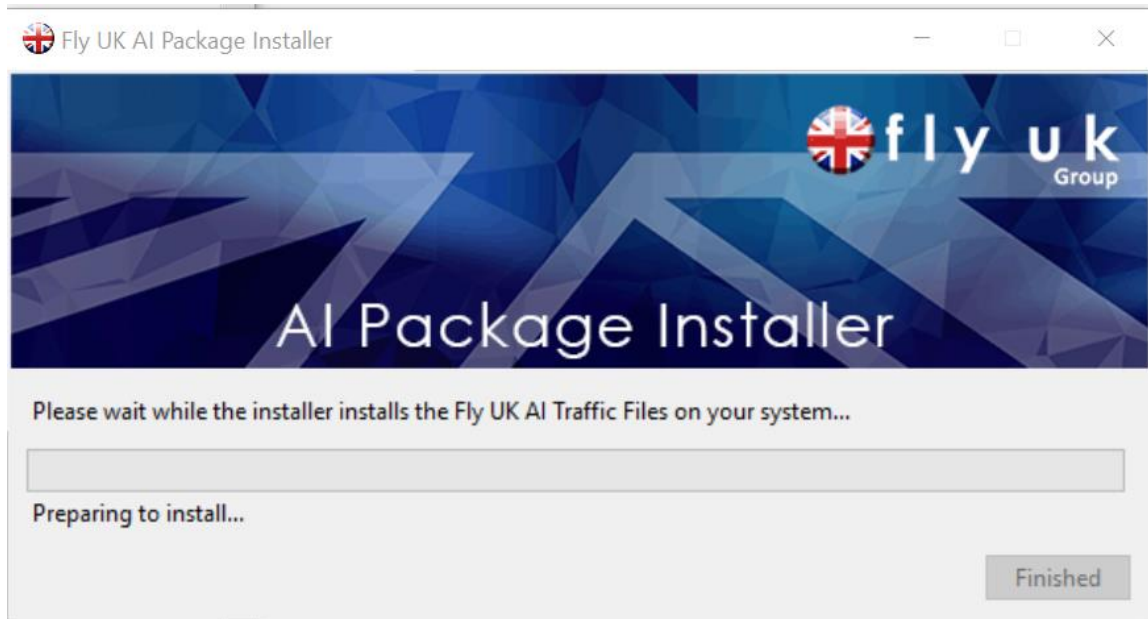 Fly UK AI Package Installer
fly uk
Group
AI Package Installer
Please wait while the installer installs the Fly UK AI Traffic Files on your system...
Preparing to install...
Finished